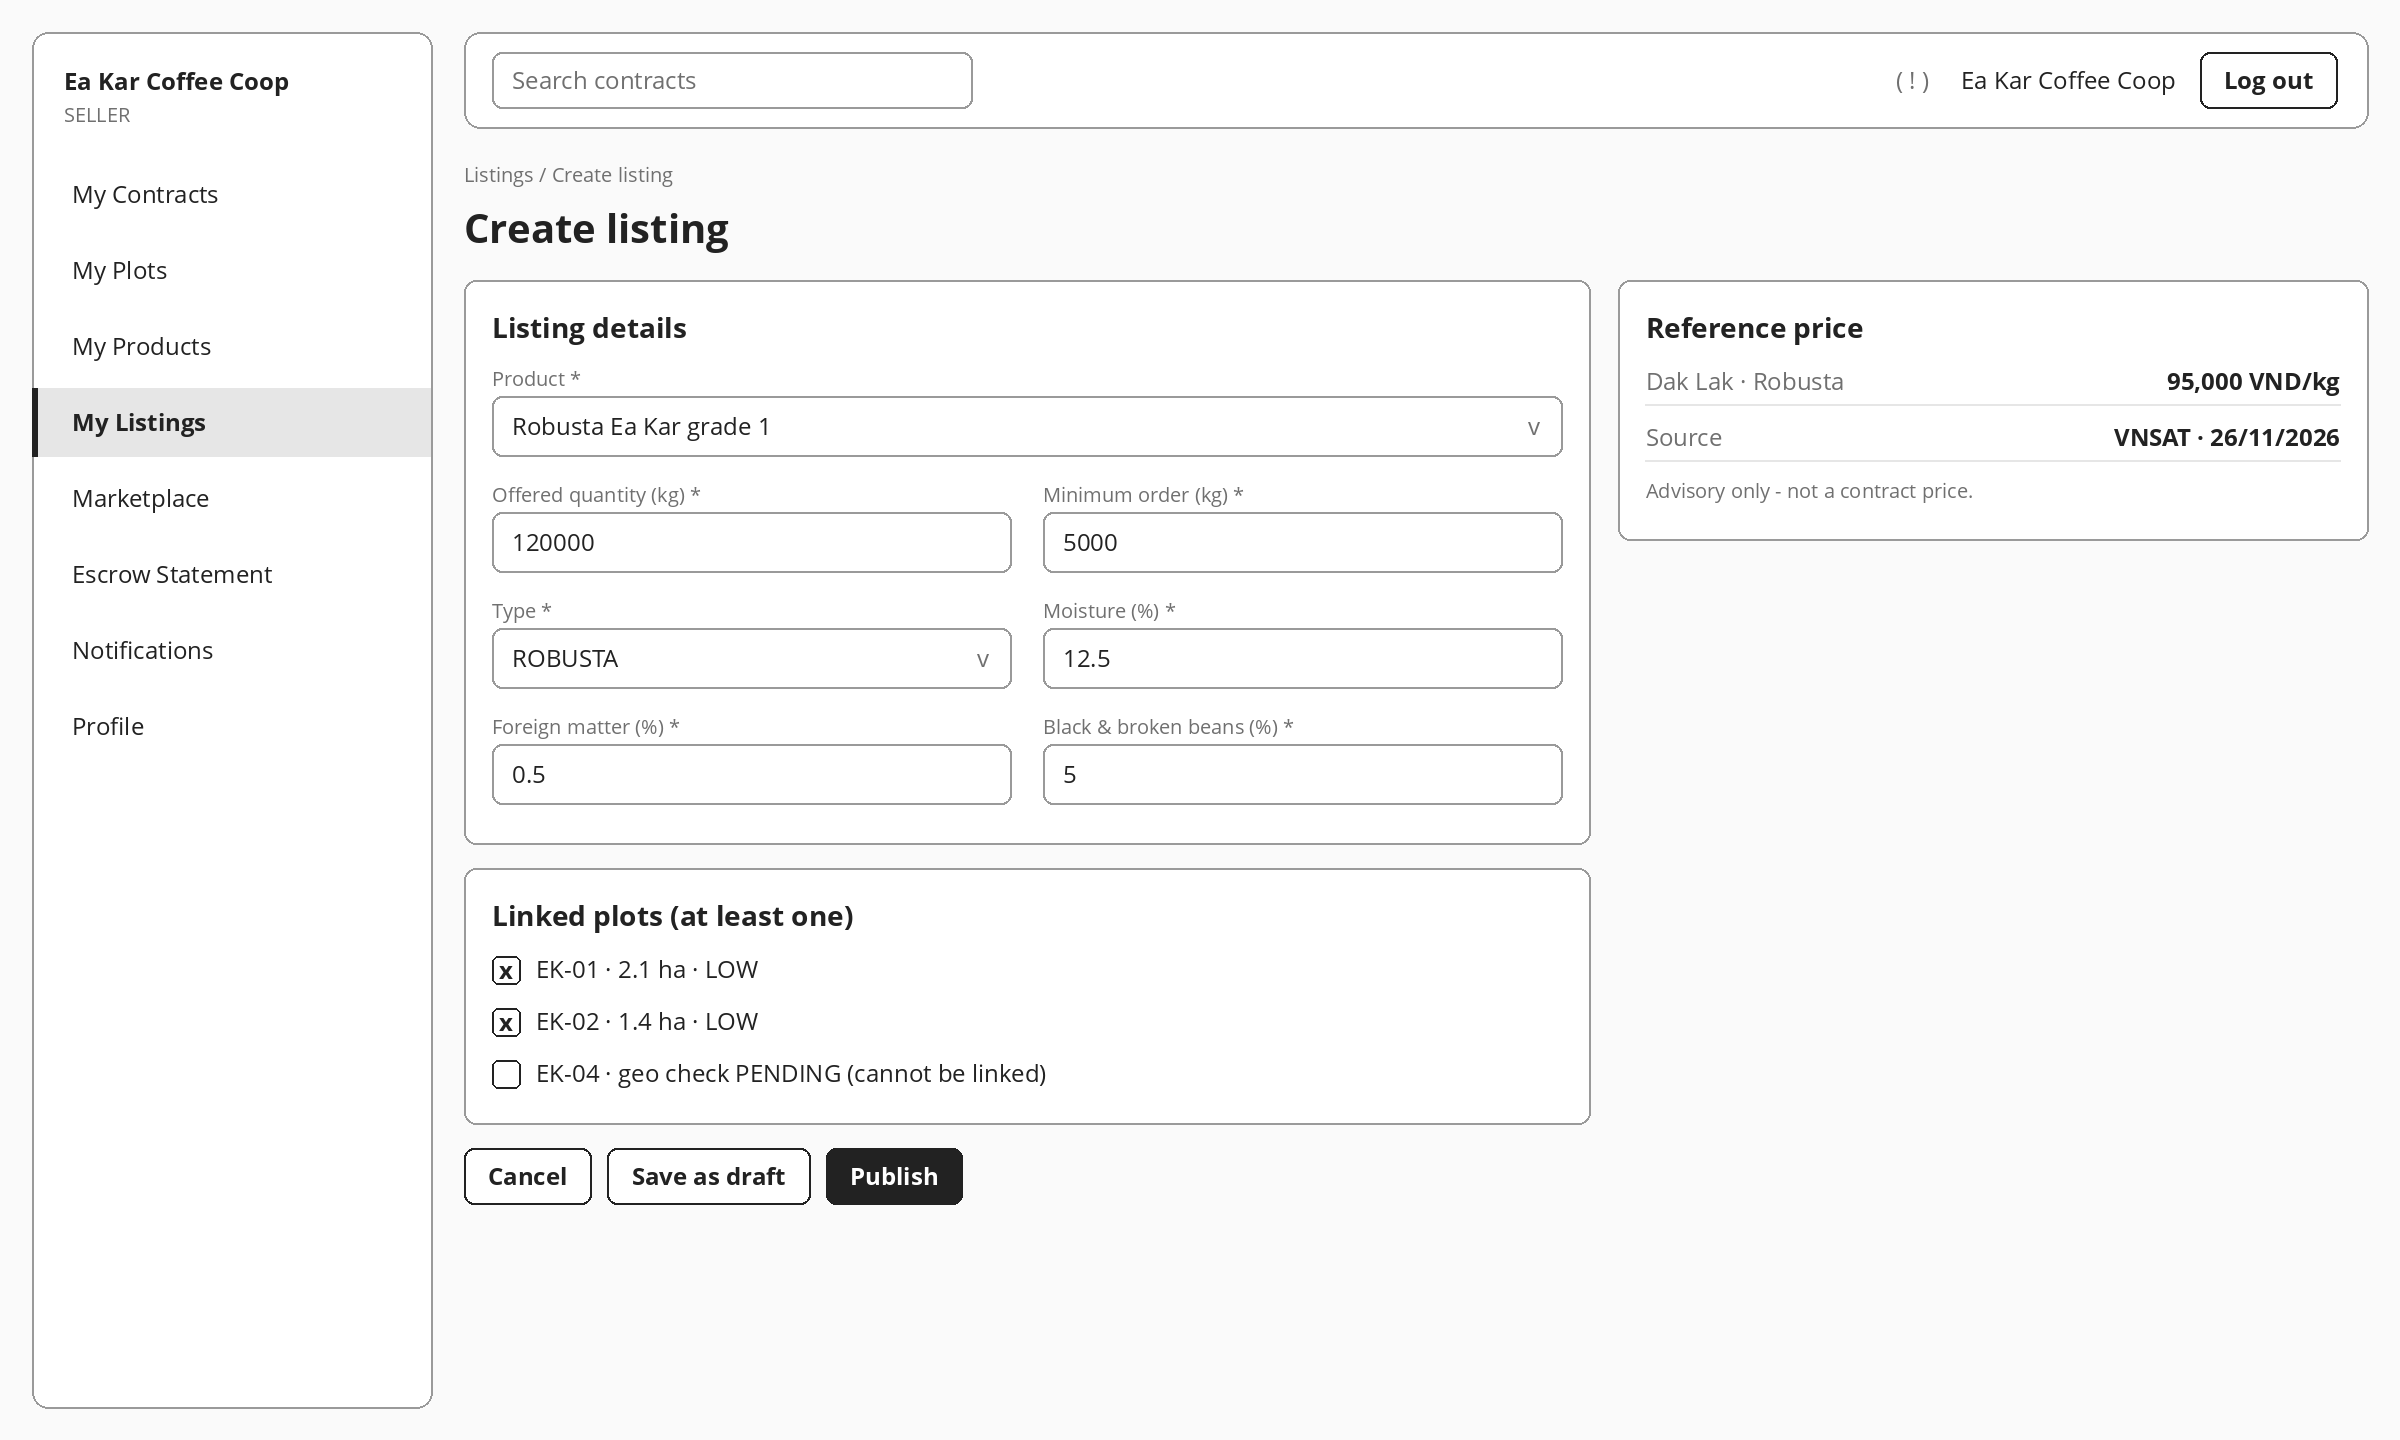 Ea Kar Coffee Coop
SELLER
My Contracts
My Plots
My Products
My Listings
Marketplace
Escrow Statement
Notifications
Profile
Search contracts
( ! ) Ea Kar Coffee Coop Log out
Listings / Create listing
Create listing
Listing details
Product *
Robusta Ea Kar grade 1 v
Offered quantity (kg) * Minimum order (kg) *
120000 5000
Type * Moisture (%) *
ROBUSTA v 12.5
Foreign matter (%) * Black & broken beans (%) *
0.5 5
Reference price
Dak Lak · Robusta 95,000 VND/kg
Source VNSAT · 26/11/2026
Advisory only - not a contract price.
Linked plots (at least one)
x EK-01 · 2.1 ha · LOW
x EK-02 · 1.4 ha · LOW
EK-04 · geo check PENDING (cannot be linked)
Cancel Save as draft Publish